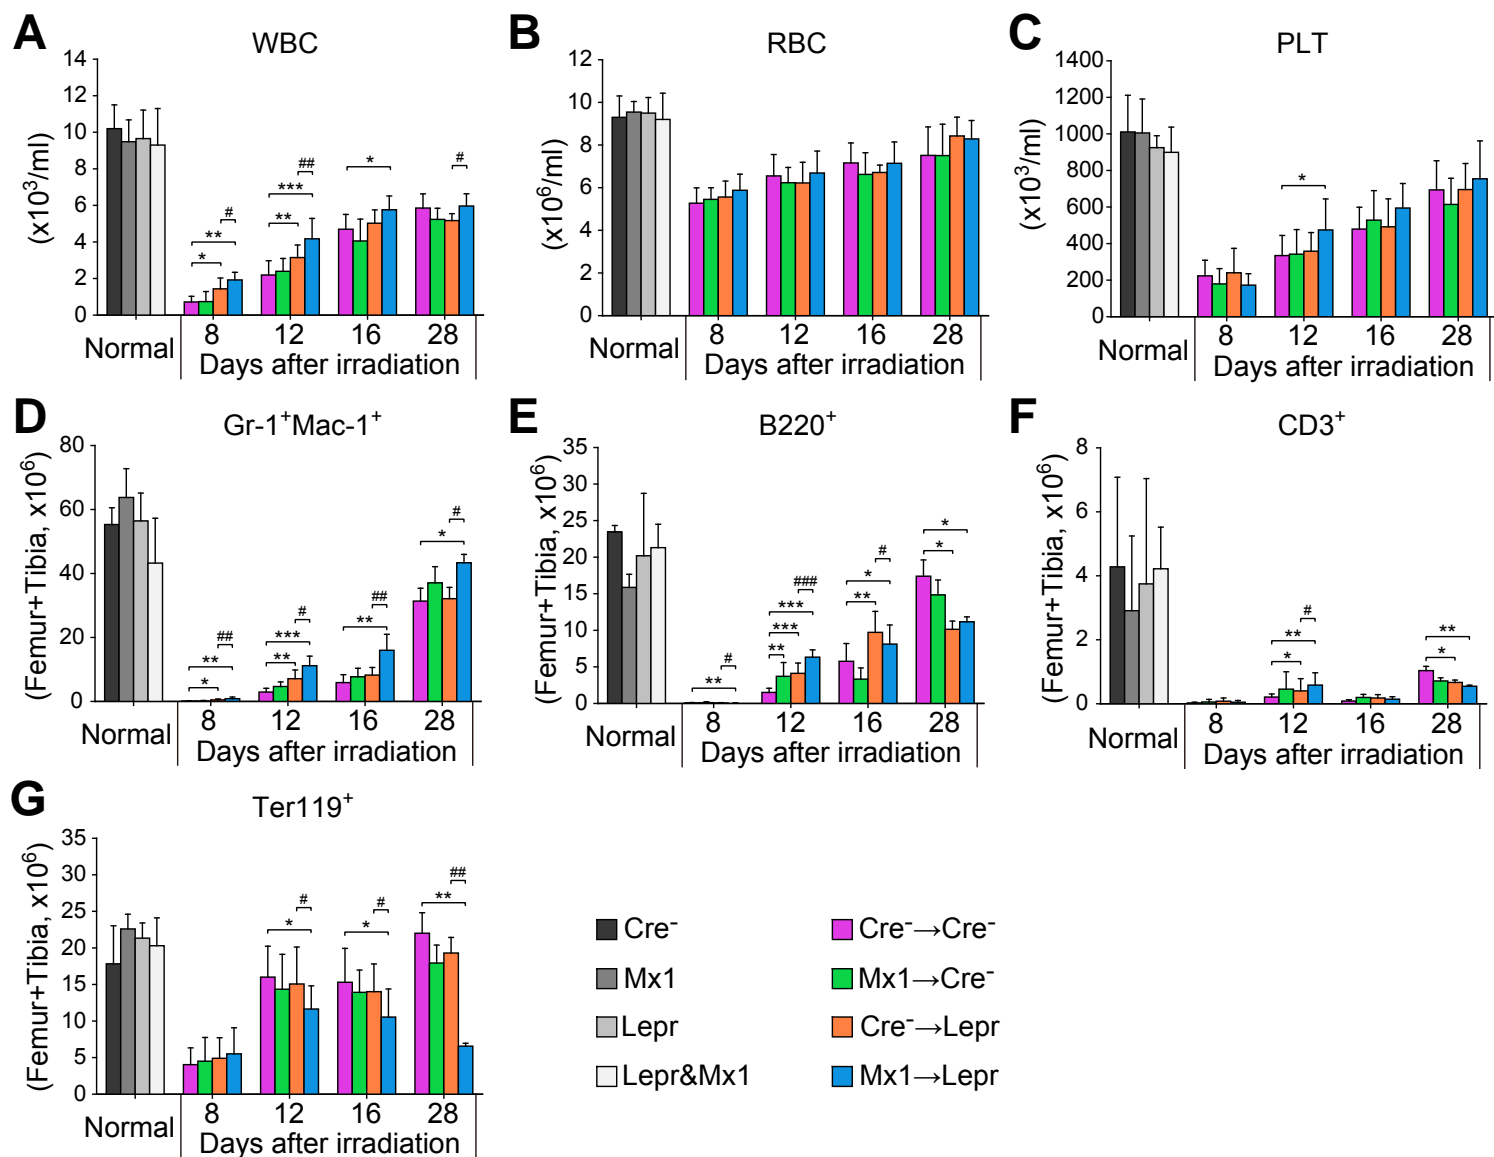 A
WBC
(x10³/ml)
14
12
10
8
6
4
2
0
* ** #
** *** ##
*
#
Normal
8 12 16 28
Days after irradiation
B
RBC
(x10⁶/ml)
12
10
8
6
4
2
0
Normal
8 12 16 28
Days after irradiation
C
PLT
(x10³/ml)
1400
1200
1000
800
600
400
200
0
*
Normal
8 12 16 28
Days after irradiation
D
Gr-1⁺Mac-1⁺
(Femur+Tibia, x10⁶)
80
60
40
20
0
* ** ##
** *** #
** ##
* #
Normal
8 12 16 28
Days after irradiation
E
B220⁺
(Femur+Tibia, x10⁶)
35
30
25
20
15
10
5
0
** #
** *** *** ###
** * #
* *
Normal
8 12 16 28
Days after irradiation
F
CD3⁺
(Femur+Tibia, x10⁶)
8
6
4
2
0
* ** #
* **
Normal
8 12 16 28
Days after irradiation
G
Ter119⁺
(Femur+Tibia, x10⁶)
35
30
25
20
15
10
5
0
* #
* #
** ##
Normal
8 12 16 28
Days after irradiation
Cre⁻
Mx1
Lepr
Lepr&Mx1
Cre⁻→Cre⁻
Mx1→Cre⁻
Cre⁻→Lepr
Mx1→Lepr